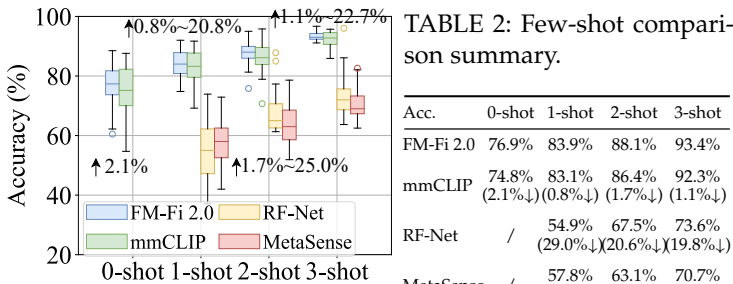 0.8%~20.8%
1.1%~22.7%
100
80
60
40
20
Accuracy (%)
2.1%
1.7%~25.0%
FM-Fi 2.0
RF-Net
mmCLIP
MetaSense
0-shot 1-shot 2-shot 3-shot
TABLE 2: Few-shot compari-
son summary.
Acc. 0-shot 1-shot 2-shot 3-shot
FM-Fi 2.0 76.9% 83.9% 88.1% 93.4%
mmCLIP 74.8% 83.1% 86.4% 92.3%
(2.1%↓) (0.8%↓) (1.7%↓) (1.1%↓)
RF-Net / 54.9% 67.5% 73.6%
(29.0%↓) (20.6%↓) (19.8%↓)
MetaSense / 57.8% 63.1% 70.7%